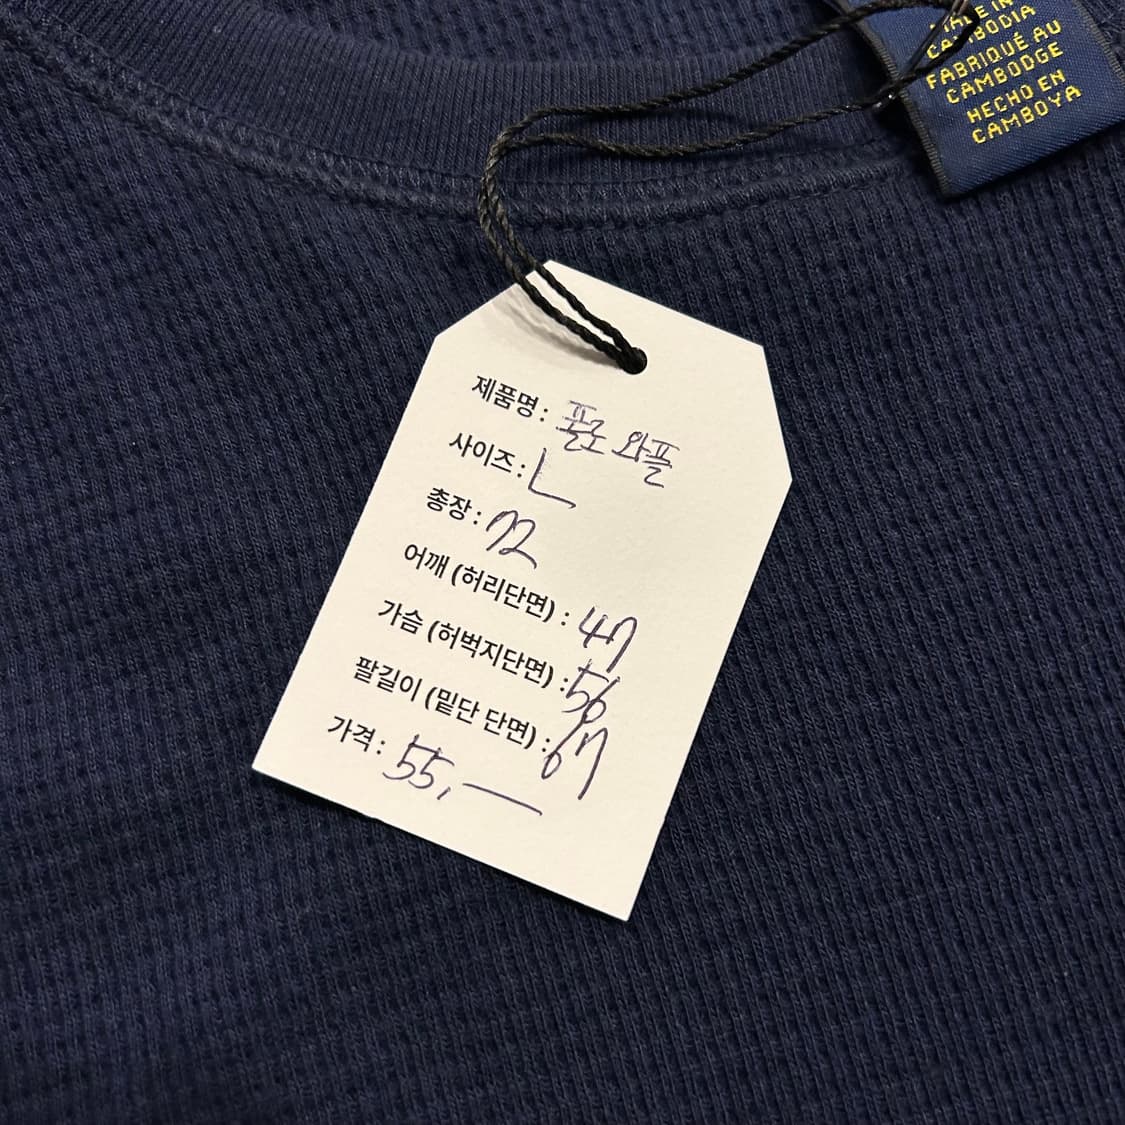 MADE IN
CAMBODIA
FABRIQUÉ AU
CAMBODGE
HECHO EN
CAMBOYA
제품명 : 폴로 와플
사이즈 : L
총장 : 72
어깨 (허리단면) : 47
가슴 (허벅지단면) : 56
팔길이 (밑단 단면) : 67
가격 : 55,—